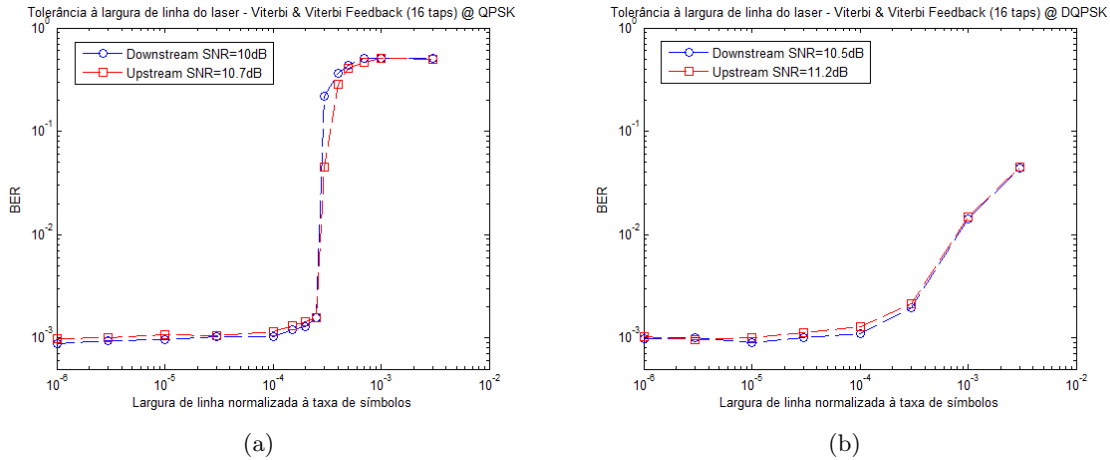 Tolerância à largura de linha do laser - Viterbi & Viterbi Feedback (16 taps) @ QPSK
10^0
10^-1
10^-2
10^-3
BER
Downstream SNR=10dB
Upstream SNR=10.7dB
10^-6 10^-5 10^-4 10^-3 10^-2
Largura de linha normalizada à taxa de símbolos
(a)
Tolerância à largura de linha do laser - Viterbi & Viterbi Feedback (16 taps) @ DQPSK
10^0
10^-1
10^-2
10^-3
BER
Downstream SNR=10.5dB
Upstream SNR=11.2dB
10^-6 10^-5 10^-4 10^-3 10^-2
Largura de linha normalizada à taxa de símbolos
(b)